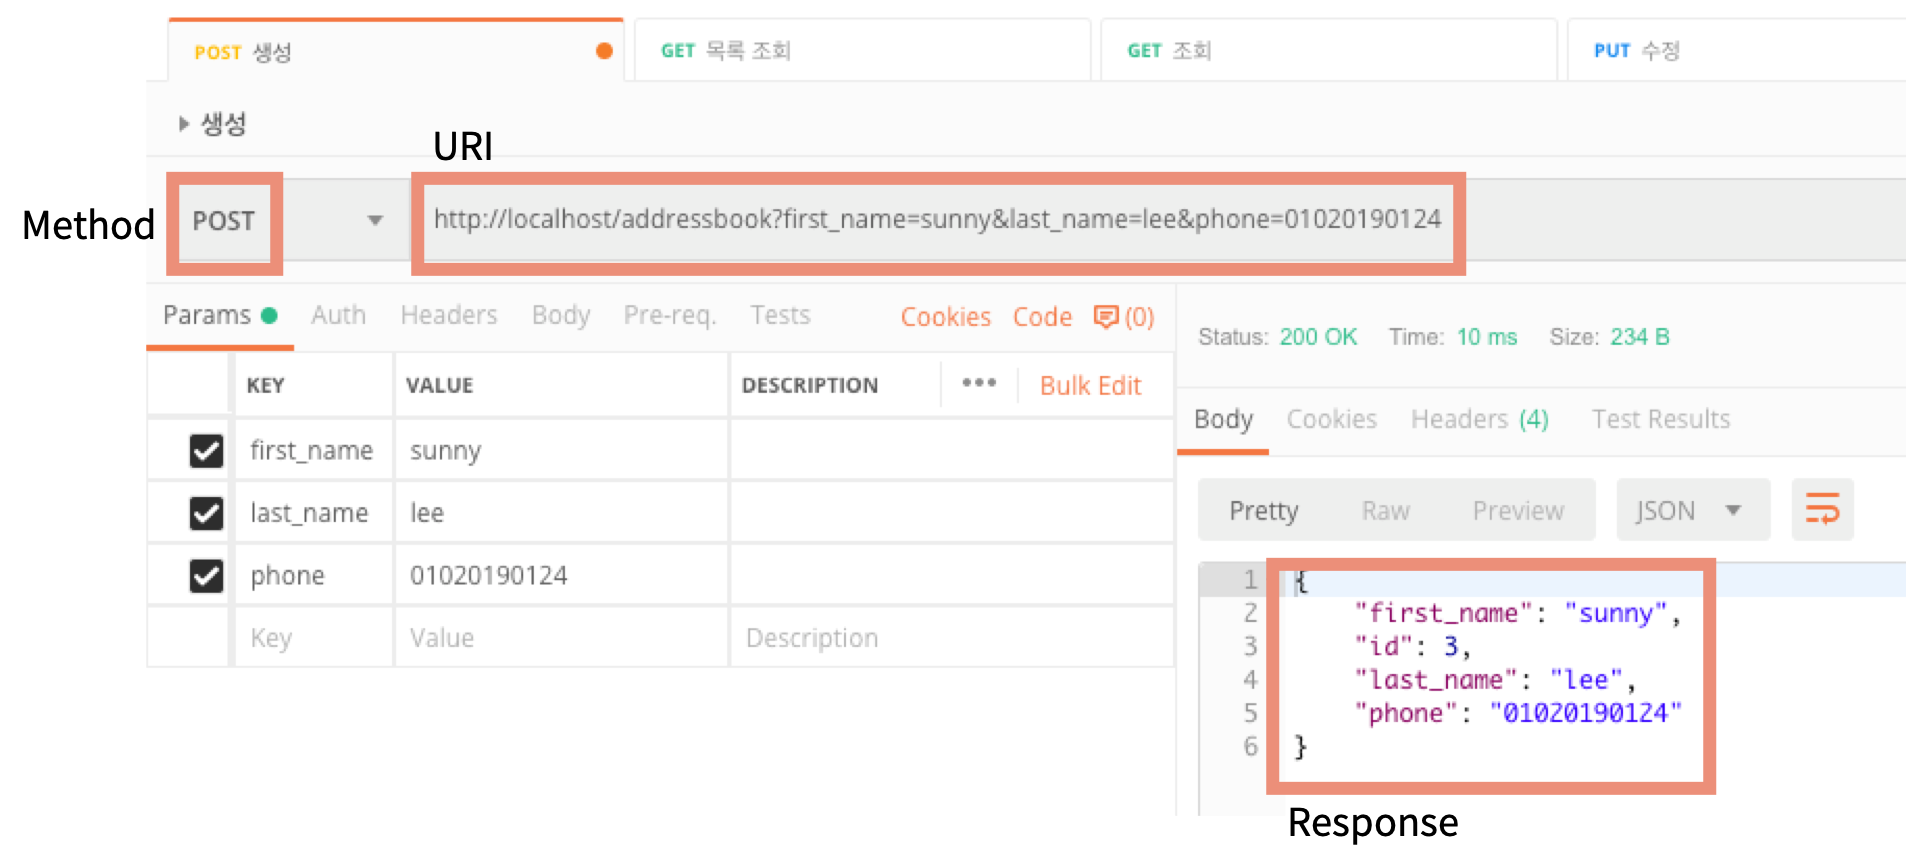 POST 생성
GET 목록 조회
GET 조회
PUT 수정
생성
URI
Method
POST
http://localhost/addressbook?first_name=sunny&last_name=lee&phone=01020190124
Params Auth Headers Body Pre-req. Tests Cookies Code (0)
Status: 200 OK Time: 10 ms Size: 234 B
KEY VALUE DESCRIPTION ••• Bulk Edit
first_name sunny
last_name lee
phone 01020190124
Key Value Description
Body Cookies Headers (4) Test Results
Pretty Raw Preview JSON
1 {
2 "first_name": "sunny",
3 "id": 3,
4 "last_name": "lee",
5 "phone": "01020190124"
6 }
Response